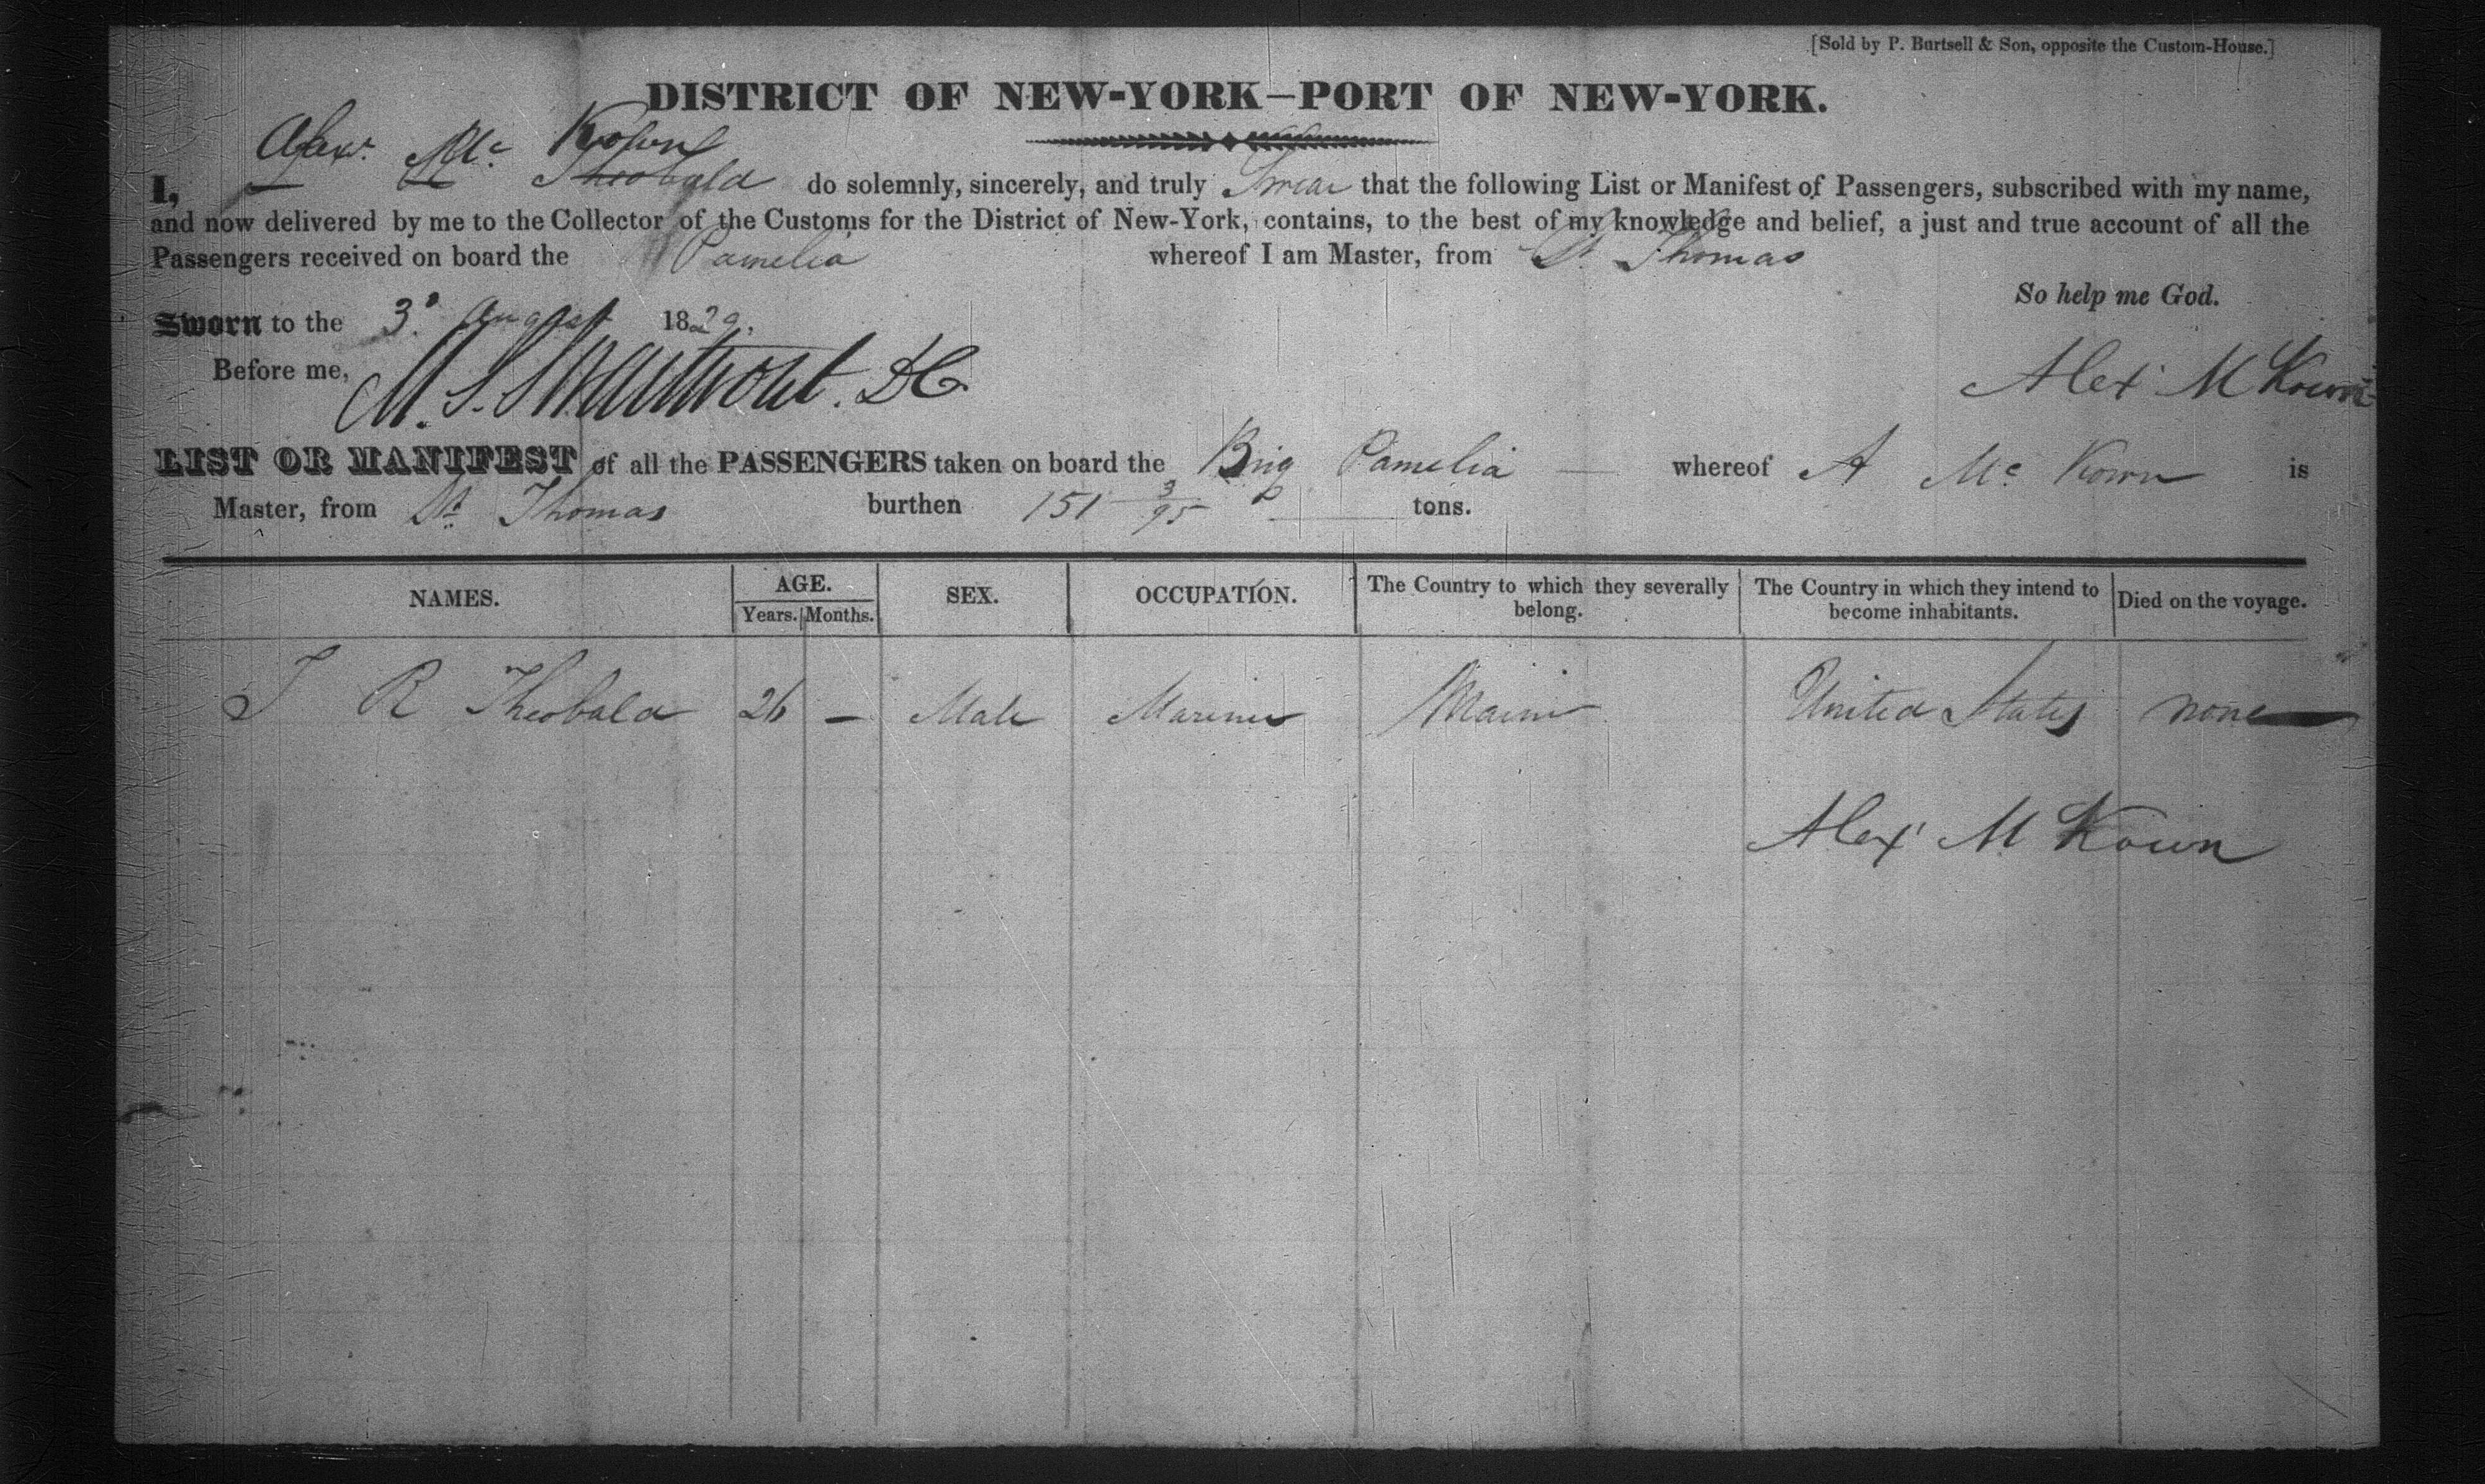 [Sold by P. Burtsell & Son, opposite the Custom-House.]
DISTRICT OF NEW-YORK—PORT OF NEW-YORK.
Alexr. Mc Kown
I, Theobald do solemnly, sincerely, and truly Swear that the following List or Manifest of Passengers, subscribed with my name,
and now delivered by me to the Collector of the Customs for the District of New-York, contains, to the best of my knowledge and belief, a just and true account of all the
Passengers received on board the Pamelia whereof I am Master, from St. Thomas
So help me God.
Sworn to the 3d August 1829.
Before me, M. S. Swartwout. DC Alexr M Kown
LIST OR MANIFEST of all the PASSENGERS taken on board the Brig Pamelia — whereof A Mc Kown is
Master, from St. Thomas burthen 151 3/95 tons.
NAMES. AGE. Years. Months. SEX. OCCUPATION. The Country to which they severally belong. The Country in which they intend to become inhabitants. Died on the voyage.
T R Theobald 26 — Male Mariner Maine United States none
Alexr M Kown